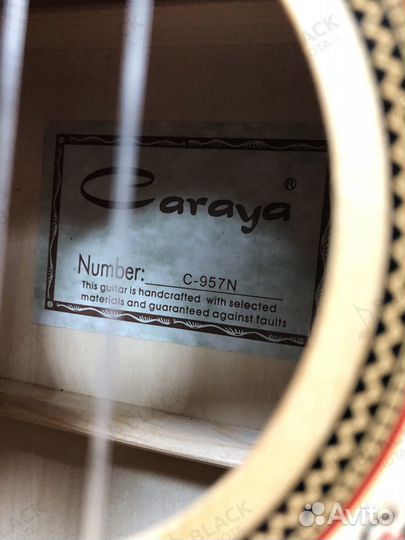 Caraya ®
Number: C-957N
This guitar is handcrafted with selected
materials and guaranteed against faults
Avito